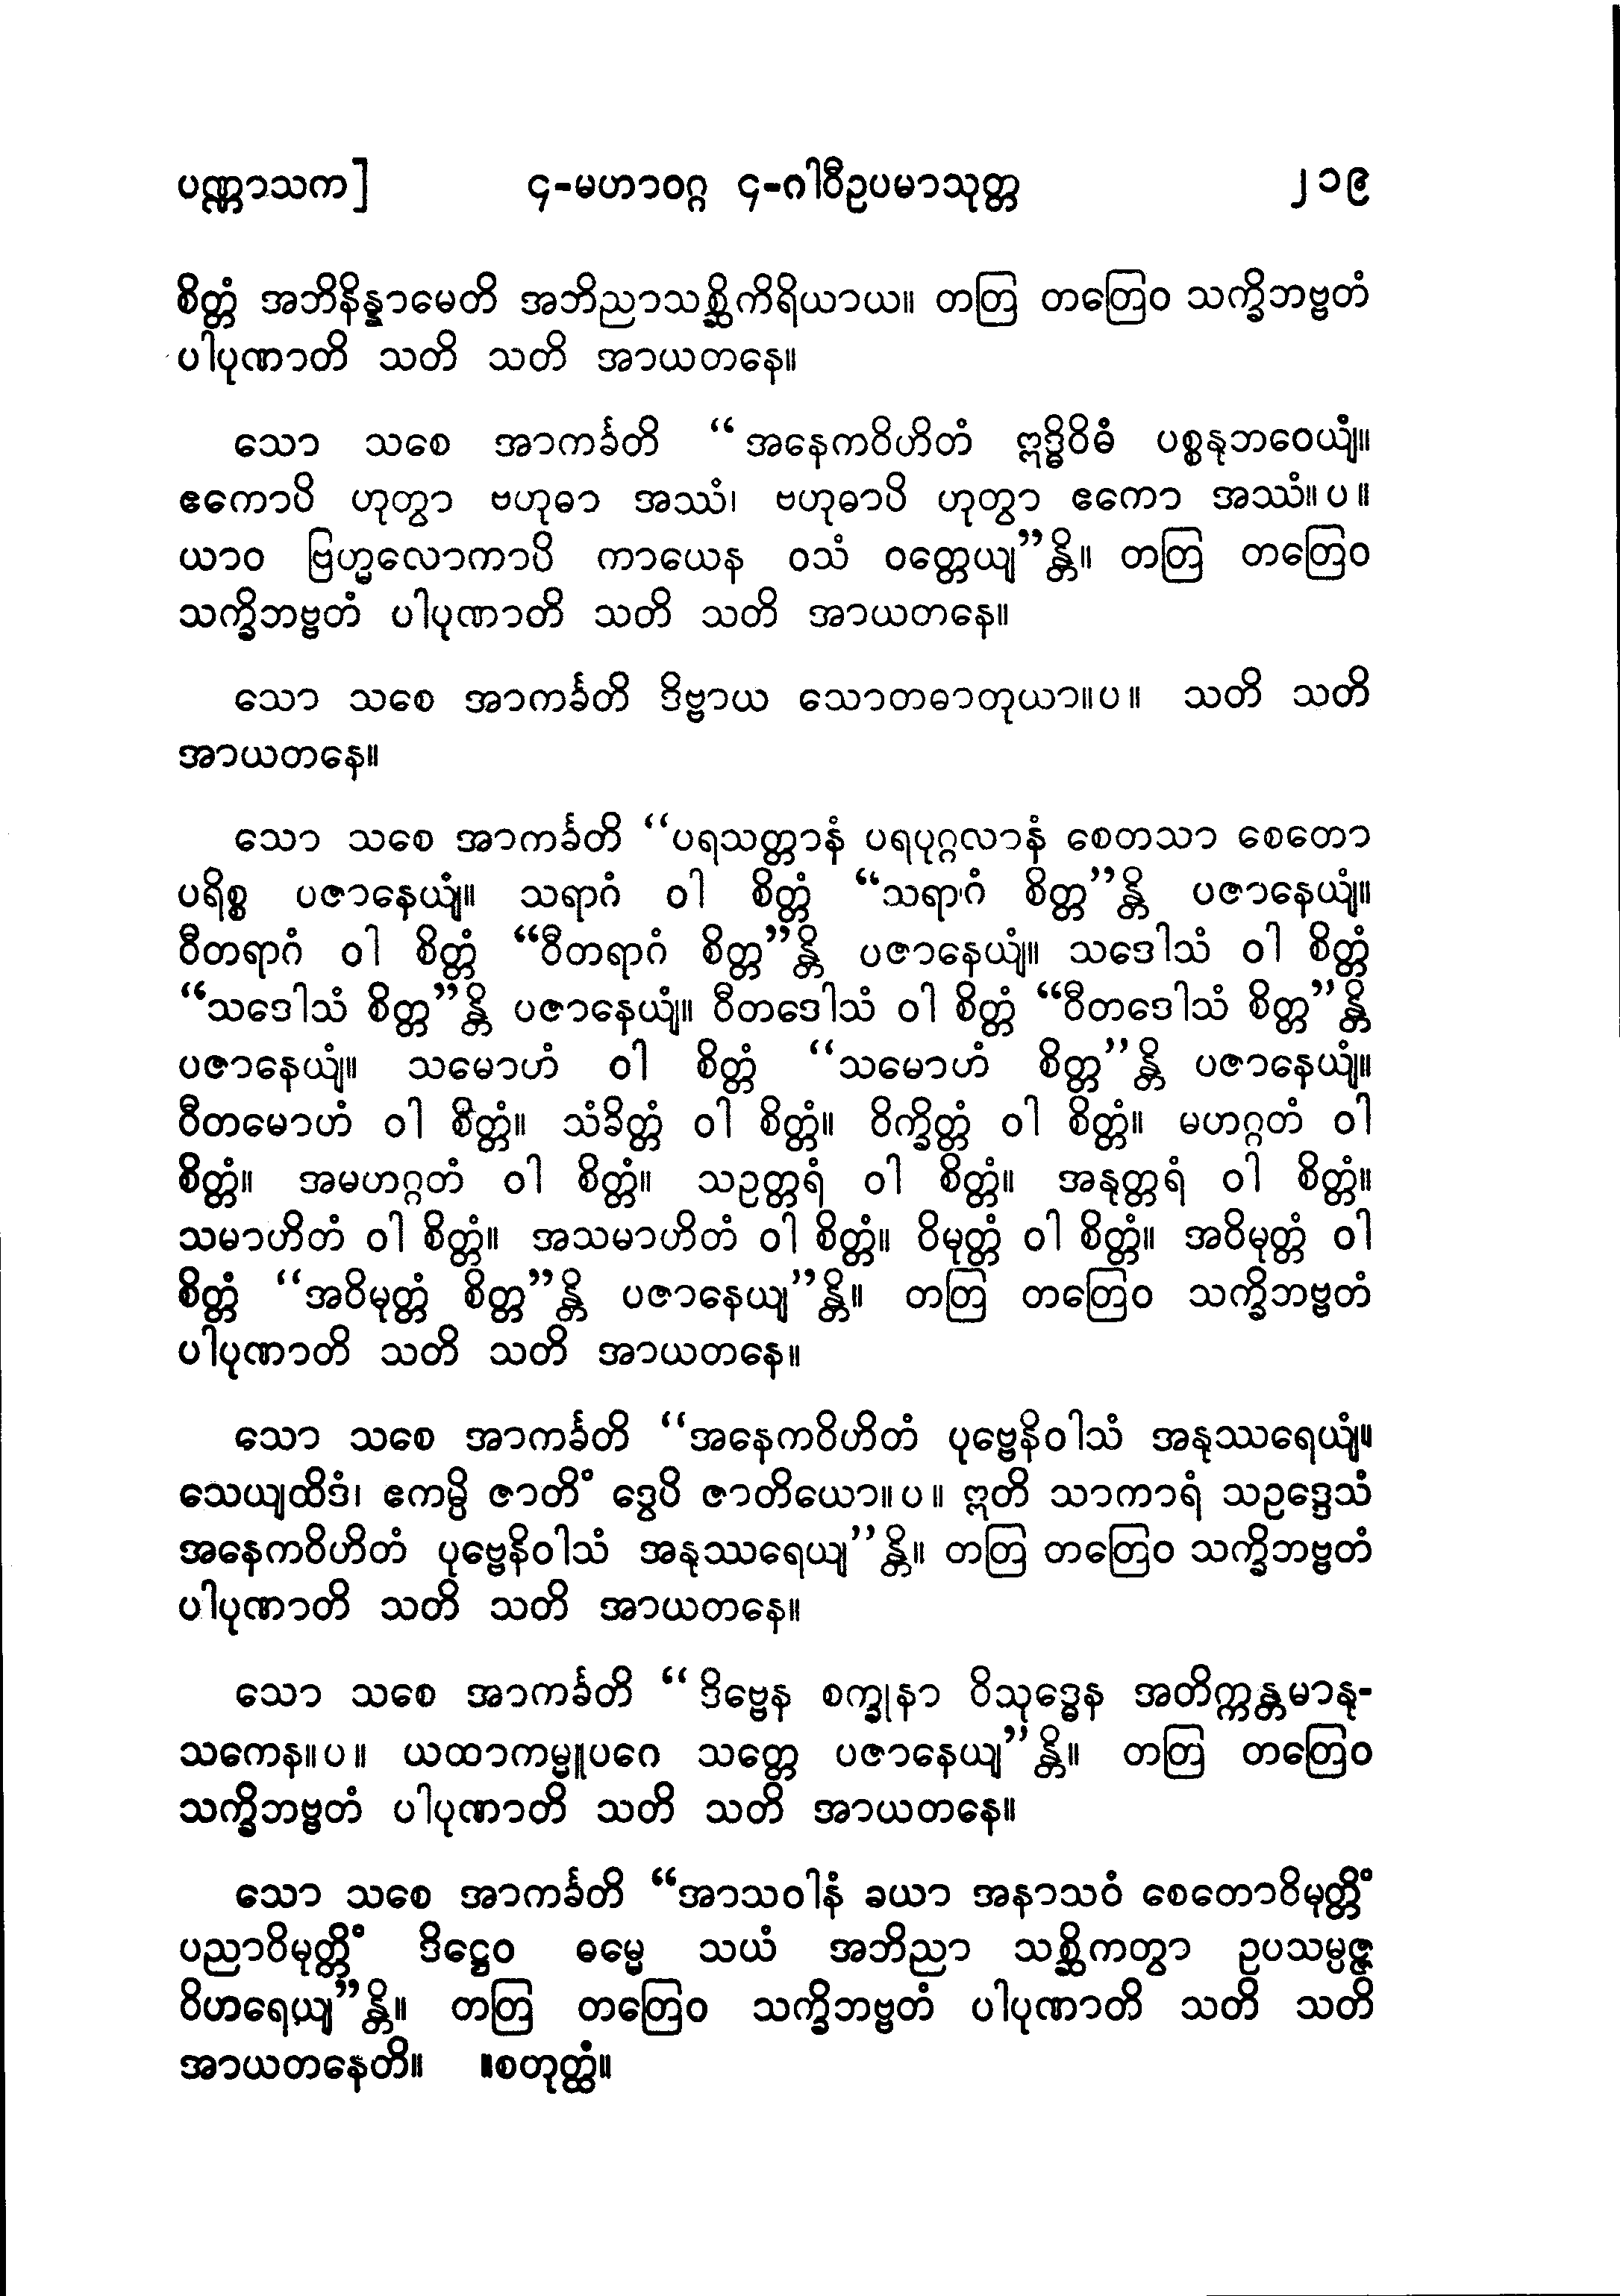 ပဏ္ဏာသက]	၄-မဟာဝဂ္ဂ ၄-ဂါဝီဥပမာသုတ္တ	၂၁၉
စိတ္တံ အဘိနိန္နာမေတိ အဘိညာသစ္ဆိကိရိယာယ။ တတြ တတြေဝ သက္ခိဘဗ္ဗတံ
ပါပုဏာတိ သတိ သတိ အာယတနေ။
သော သစေ အာကင်္ခတိ “အနေကဝိဟိတံ ဣဒ္ဓိဝိဓံ ပစ္စနုဘဝေယျံ။
ဧကောပိ ဟုတွာ ဗဟုဓာ အဿံ၊ ဗဟုဓာပိ ဟုတွာ ဧကော အဿံ။ပ။
ယာဝ ဗြဟ္မလောကာပိ ကာယေန ဝသံ ဝတ္တေယျ”န္တိ။ တတြ တတြေဝ
သက္ခိဘဗ္ဗတံ ပါပုဏာတိ သတိ သတိ အာယတနေ။
သော သစေ အာကင်္ခတိ ဒိဗ္ဗာယ သောတဓာတုယာ။ပ။ သတိ သတိ
အာယတနေ။
သော သစေ အာကင်္ခတိ “ပရသတ္တာနံ ပရပုဂ္ဂလာနံ စေတသာ စေတော
ပရိစ္စ ပဇာနေယျံ။ သရာဂံ ဝါ စိတ္တံ “သရာဂံ စိတ္တ”န္တိ ပဇာနေယျံ။
ဝီတရာဂံ ဝါ စိတ္တံ “ဝီတရာဂံ စိတ္တ”န္တိ ပဇာနေယျံ။ သဒေါသံ ဝါ စိတ္တံ
“သဒေါသံ စိတ္တ”န္တိ ပဇာနေယျံ။ ဝီတဒေါသံ ဝါ စိတ္တံ “ဝီတဒေါသံ စိတ္တ”န္တိ
ပဇာနေယျံ။ သမောဟံ ဝါ စိတ္တံ “သမောဟံ စိတ္တ”န္တိ ပဇာနေယျံ။
ဝီတမောဟံ ဝါ စိတ္တံ။ သံခိတ္တံ ဝါ စိတ္တံ။ ဝိက္ခိတ္တံ ဝါ စိတ္တံ။ မဟဂ္ဂတံ ဝါ
စိတ္တံ။ အမဟဂ္ဂတံ ဝါ စိတ္တံ။ သဥတ္တရံ ဝါ စိတ္တံ။ အနုတ္တရံ ဝါ စိတ္တံ။
သမာဟိတံ ဝါ စိတ္တံ။ အသမာဟိတံ ဝါ စိတ္တံ။ ဝိမုတ္တံ ဝါ စိတ္တံ။ အဝိမုတ္တံ ဝါ
စိတ္တံ “အဝိမုတ္တံ စိတ္တ”န္တိ ပဇာနေယျ”န္တိ။ တတြ တတြေဝ သက္ခိဘဗ္ဗတံ
ပါပုဏာတိ သတိ သတိ အာယတနေ။
သော သစေ အာကင်္ခတိ “အနေကဝိဟိတံ ပုဗ္ဗေနိဝါသံ အနုဿရေယျံ။
သေယျထိဒံ၊ ဧကမ္ပိ ဇာတိံ ဒွေပိ ဇာတိယော။ပ။ ဣတိ သာကာရံ သဥဒ္ဒေသံ
အနေကဝိဟိတံ ပုဗ္ဗေနိဝါသံ အနုဿရေယျ”န္တိ။ တတြ တတြေဝ သက္ခိဘဗ္ဗတံ
ပါပုဏာတိ သတိ သတိ အာယတနေ။
သော သစေ အာကင်္ခတိ “ဒိဗ္ဗေန စက္ခုနာ ဝိသုဒ္ဓေန အတိက္ကန္တမာနု-
သကေန။ပ။ ယထာကမ္မူပဂေ သတ္တေ ပဇာနေယျ”န္တိ။ တတြ တတြေဝ
သက္ခိဘဗ္ဗတံ ပါပုဏာတိ သတိ သတိ အာယတနေ။
သော သစေ အာကင်္ခတိ “အာသဝါနံ ခယာ အနာသဝံ စေတောဝိမုတ္တိံ
ပညာဝိမုတ္တိံ ဒိဋ္ဌေဝ ဓမ္မေ သယံ အဘိညာ သစ္ဆိကတွာ ဥပသမ္ပဇ္ဇ
ဝိဟရေယျ”န္တိ။ တတြ တတြေဝ သက္ခိဘဗ္ဗတံ ပါပုဏာတိ သတိ သတိ
အာယတနေတိ။ ။စတုတ္ထံ။